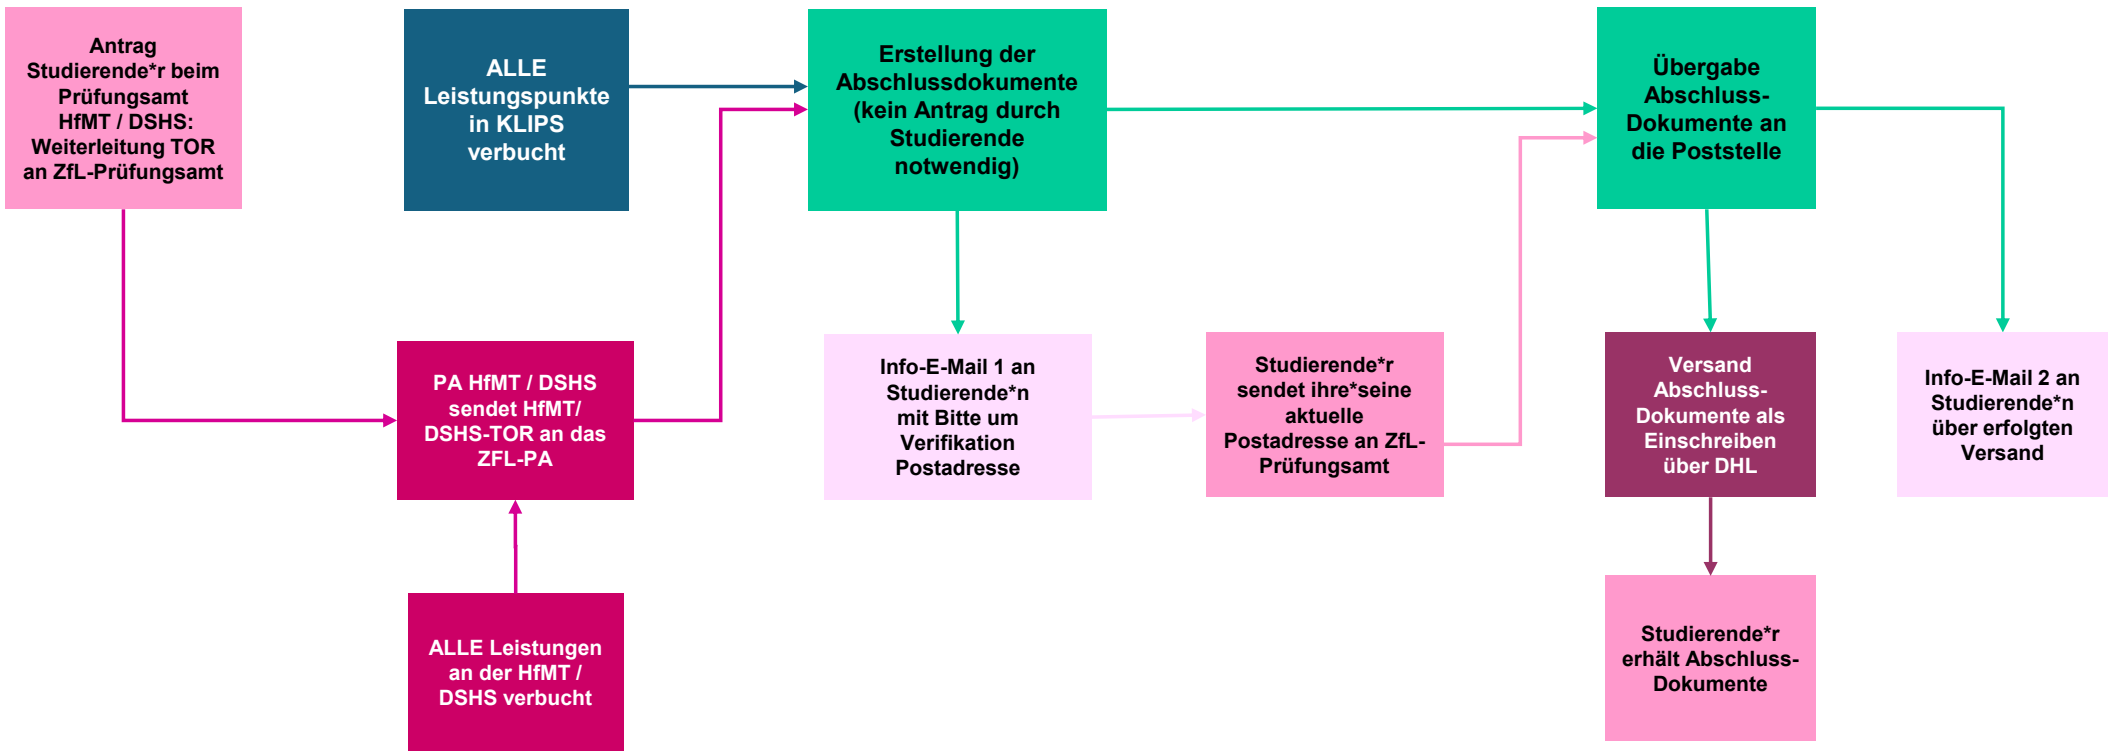 Antrag
Studierende*r beim
Prüfungsamt
HfMT / DSHS:
Weiterleitung TOR
an ZfL-Prüfungsamt
ALLE
Leistungspunkte
in KLIPS
verbucht
Erstellung der
Abschlussdokumente
(kein Antrag durch
Studierende
notwendig)
Übergabe
Abschluss-
Dokumente an
die Poststelle
PA HfMT / DSHS
sendet HfMT/
DSHS-TOR an das
ZFL-PA
Info-E-Mail 1 an
Studierende*n
mit Bitte um
Verifikation
Postadresse
Studierende*r
sendet ihre*seine
aktuelle
Postadresse an ZfL-
Prüfungsamt
Versand
Abschluss-
Dokumente als
Einschreiben
über DHL
Info-E-Mail 2 an
Studierende*n
über erfolgten
Versand
ALLE Leistungen
an der HfMT /
DSHS verbucht
Studierende*r
erhält Abschluss-
Dokumente